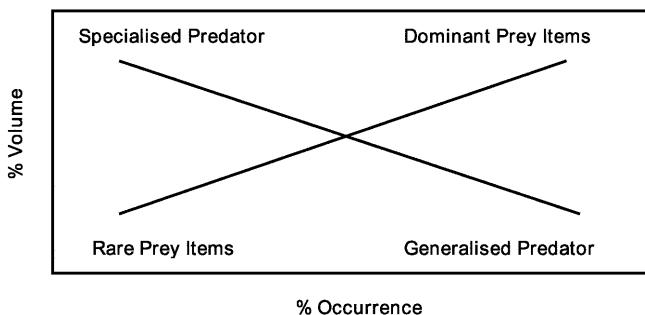 Specialised Predator
Dominant Prey Items
% Volume
Rare Prey Items
Generalised Predator
% Occurrence